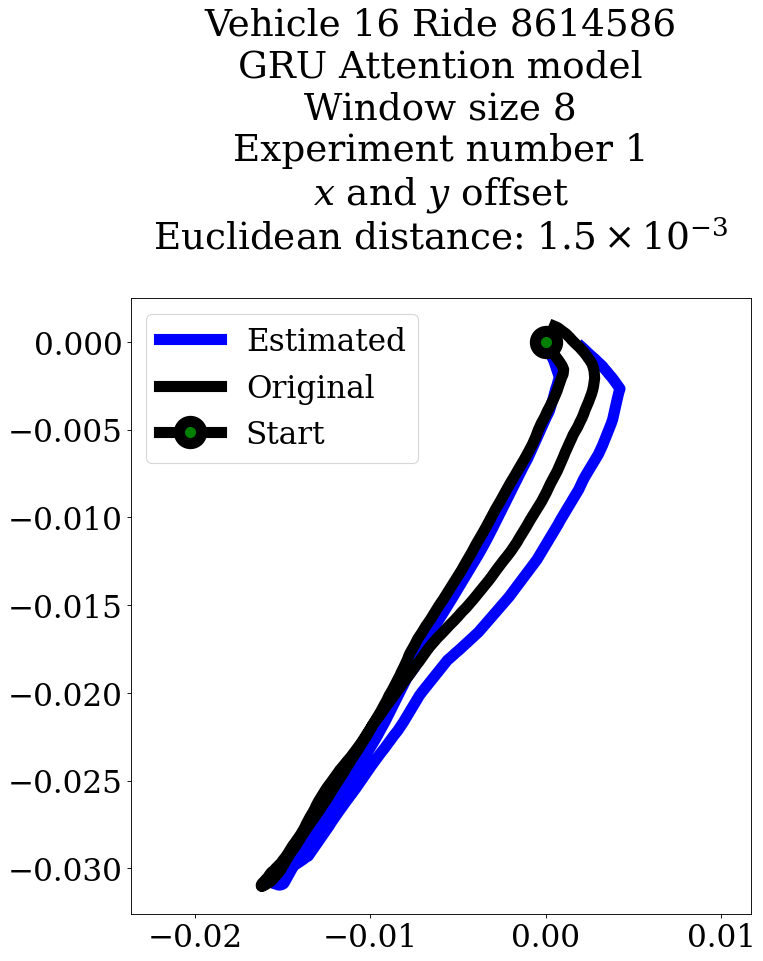 Vehicle 16 Ride 8614586
GRU Attention model
Window size 8
Experiment number 1
x and y offset
Euclidean distance: 1.5 × 10⁻³
Estimated
Original
Start
0.000
−0.005
−0.010
−0.015
−0.020
−0.025
−0.030
−0.02
−0.01
0.00
0.01